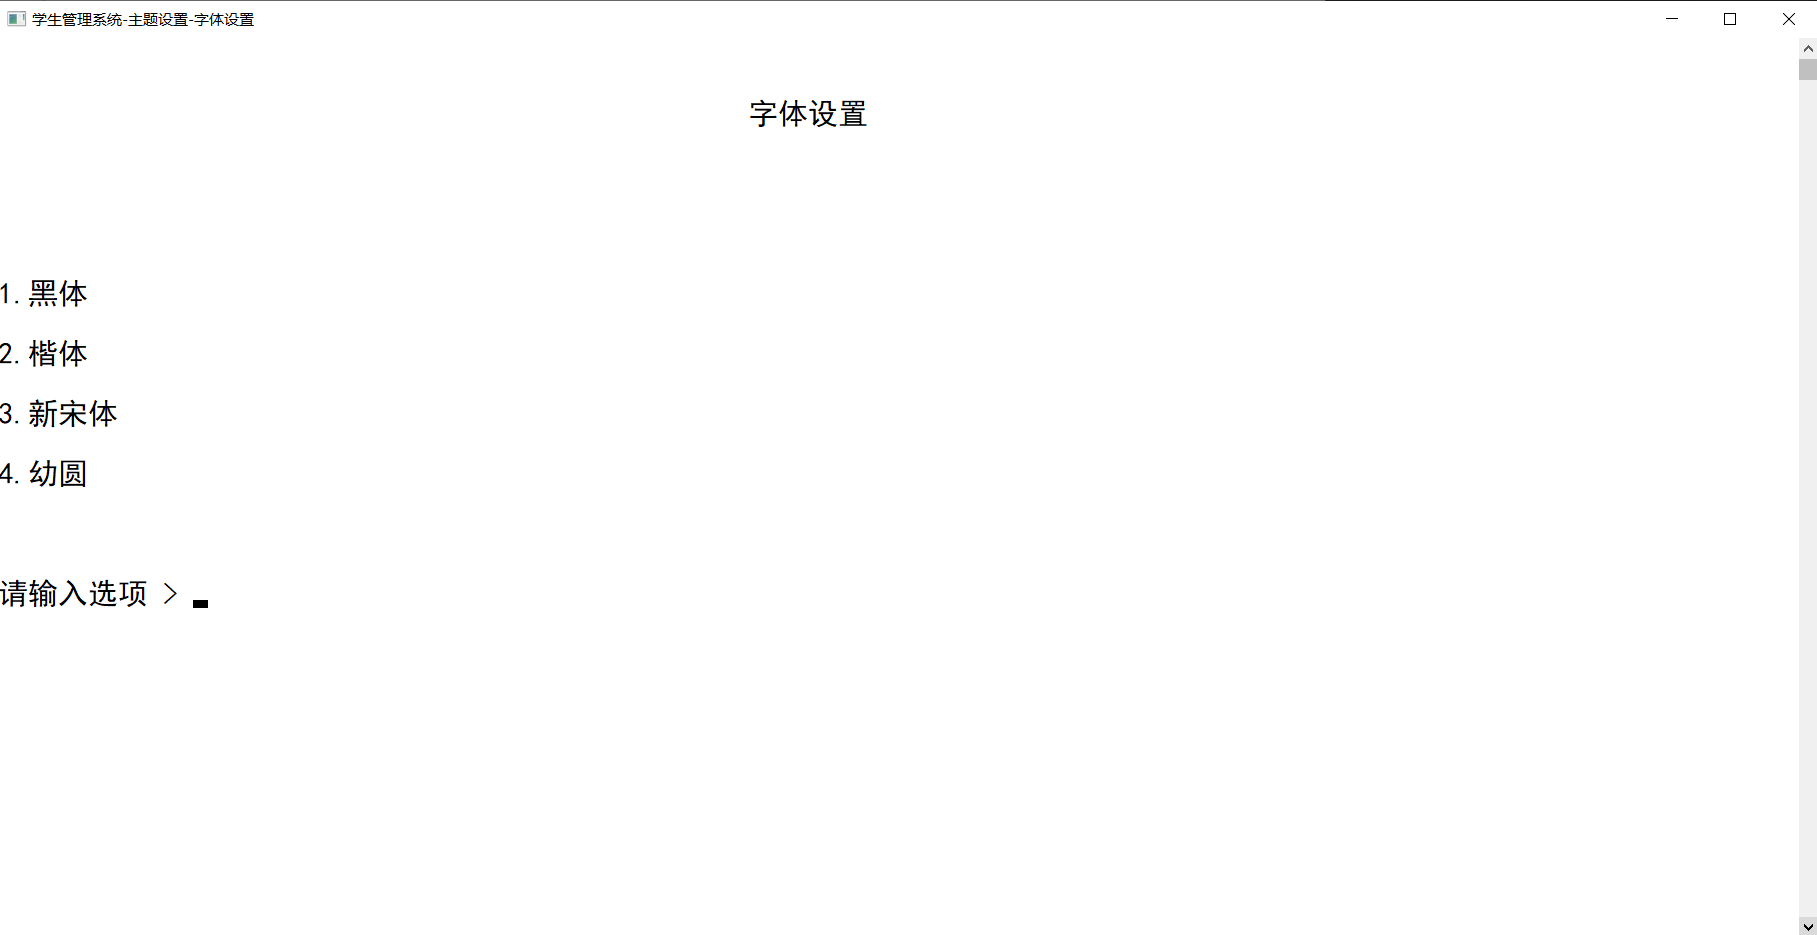 学生管理系统-主题设置-字体设置
字体设置
1.黑体
2.楷体
3.新宋体
4.幼圆
请输入选项 >